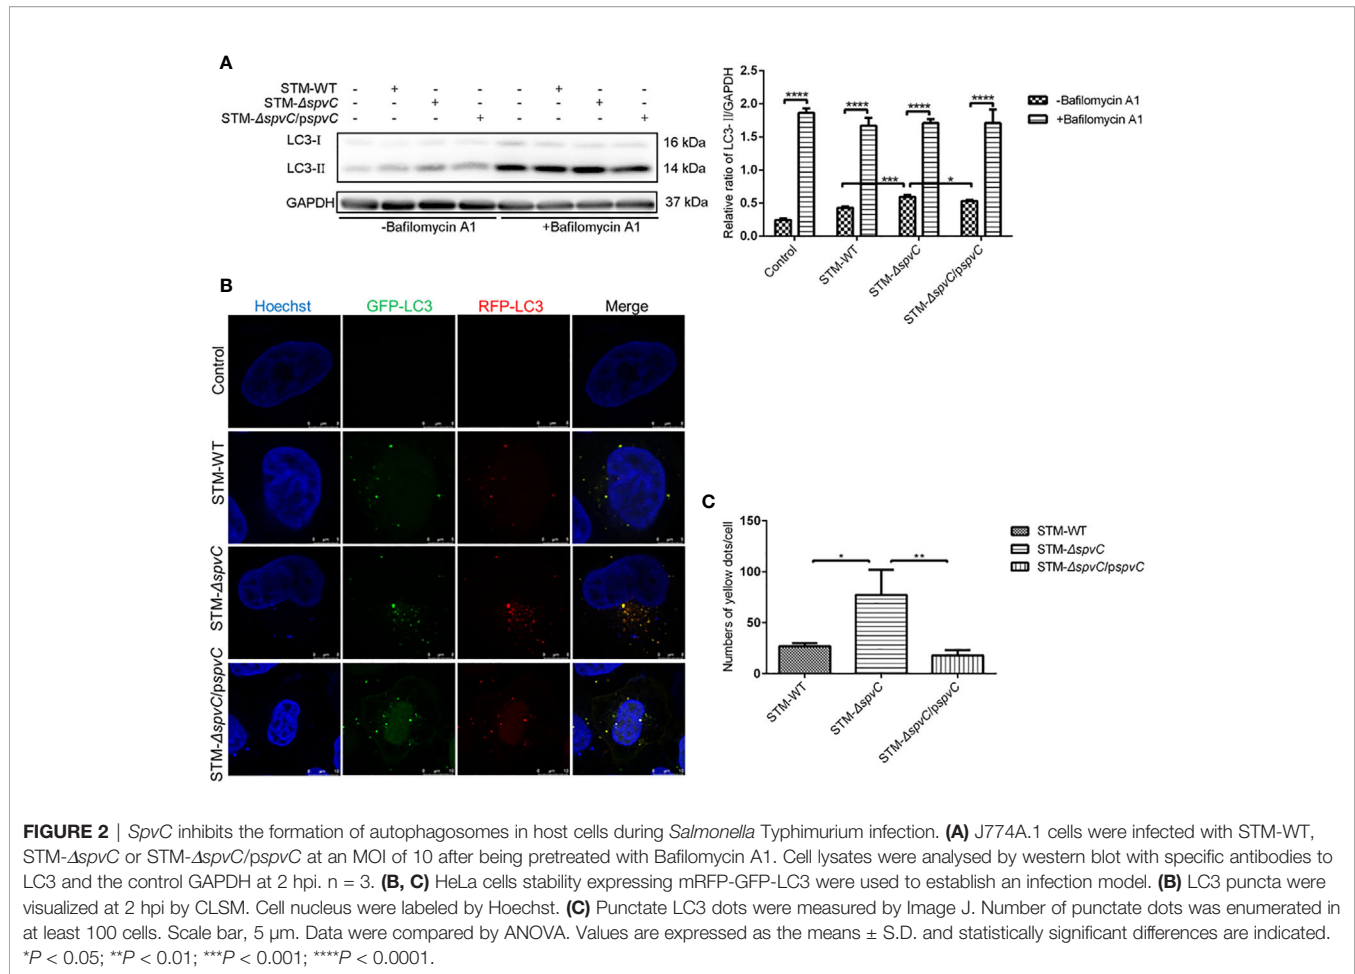 A
STM-WT - + - - - + - -
STM-ΔspvC - - + - - - + -
STM-ΔspvC/pspvC - - - + - - - +
LC3-I 16 kDa
LC3-II 14 kDa
GAPDH 37 kDa
-Bafilomycin A1 +Bafilomycin A1
Relative ratio of LC3-II/GAPDH
2.5
2.0
1.5
1.0
0.5
0.0
**** **** **** ****
*** *
Control STM-WT STM-ΔspvC STM-ΔspvC/pspvC
-Bafilomycin A1
+Bafilomycin A1
B
Hoechst GFP-LC3 RFP-LC3 Merge
Control
STM-WT
STM-ΔspvC
STM-ΔspvC/pspvC
C
Numbers of yellow dots/cell
150
100
50
0
* **
STM-WT STM-ΔspvC STM-ΔspvC/pspvC
STM-WT
STM-ΔspvC
STM-ΔspvC/pspvC
FIGURE 2 | SpvC inhibits the formation of autophagosomes in host cells during Salmonella Typhimurium infection. (A) J774A.1 cells were infected with STM-WT,
STM-ΔspvC or STM-ΔspvC/pspvC at an MOI of 10 after being pretreated with Bafilomycin A1. Cell lysates were analysed by western blot with specific antibodies to
LC3 and the control GAPDH at 2 hpi. n = 3. (B, C) HeLa cells stability expressing mRFP-GFP-LC3 were used to establish an infection model. (B) LC3 puncta were
visualized at 2 hpi by CLSM. Cell nucleus were labeled by Hoechst. (C) Punctate LC3 dots were measured by Image J. Number of punctate dots was enumerated in
at least 100 cells. Scale bar, 5 μm. Data were compared by ANOVA. Values are expressed as the means ± S.D. and statistically significant differences are indicated.
*P < 0.05; **P < 0.01; ***P < 0.001; ****P < 0.0001.